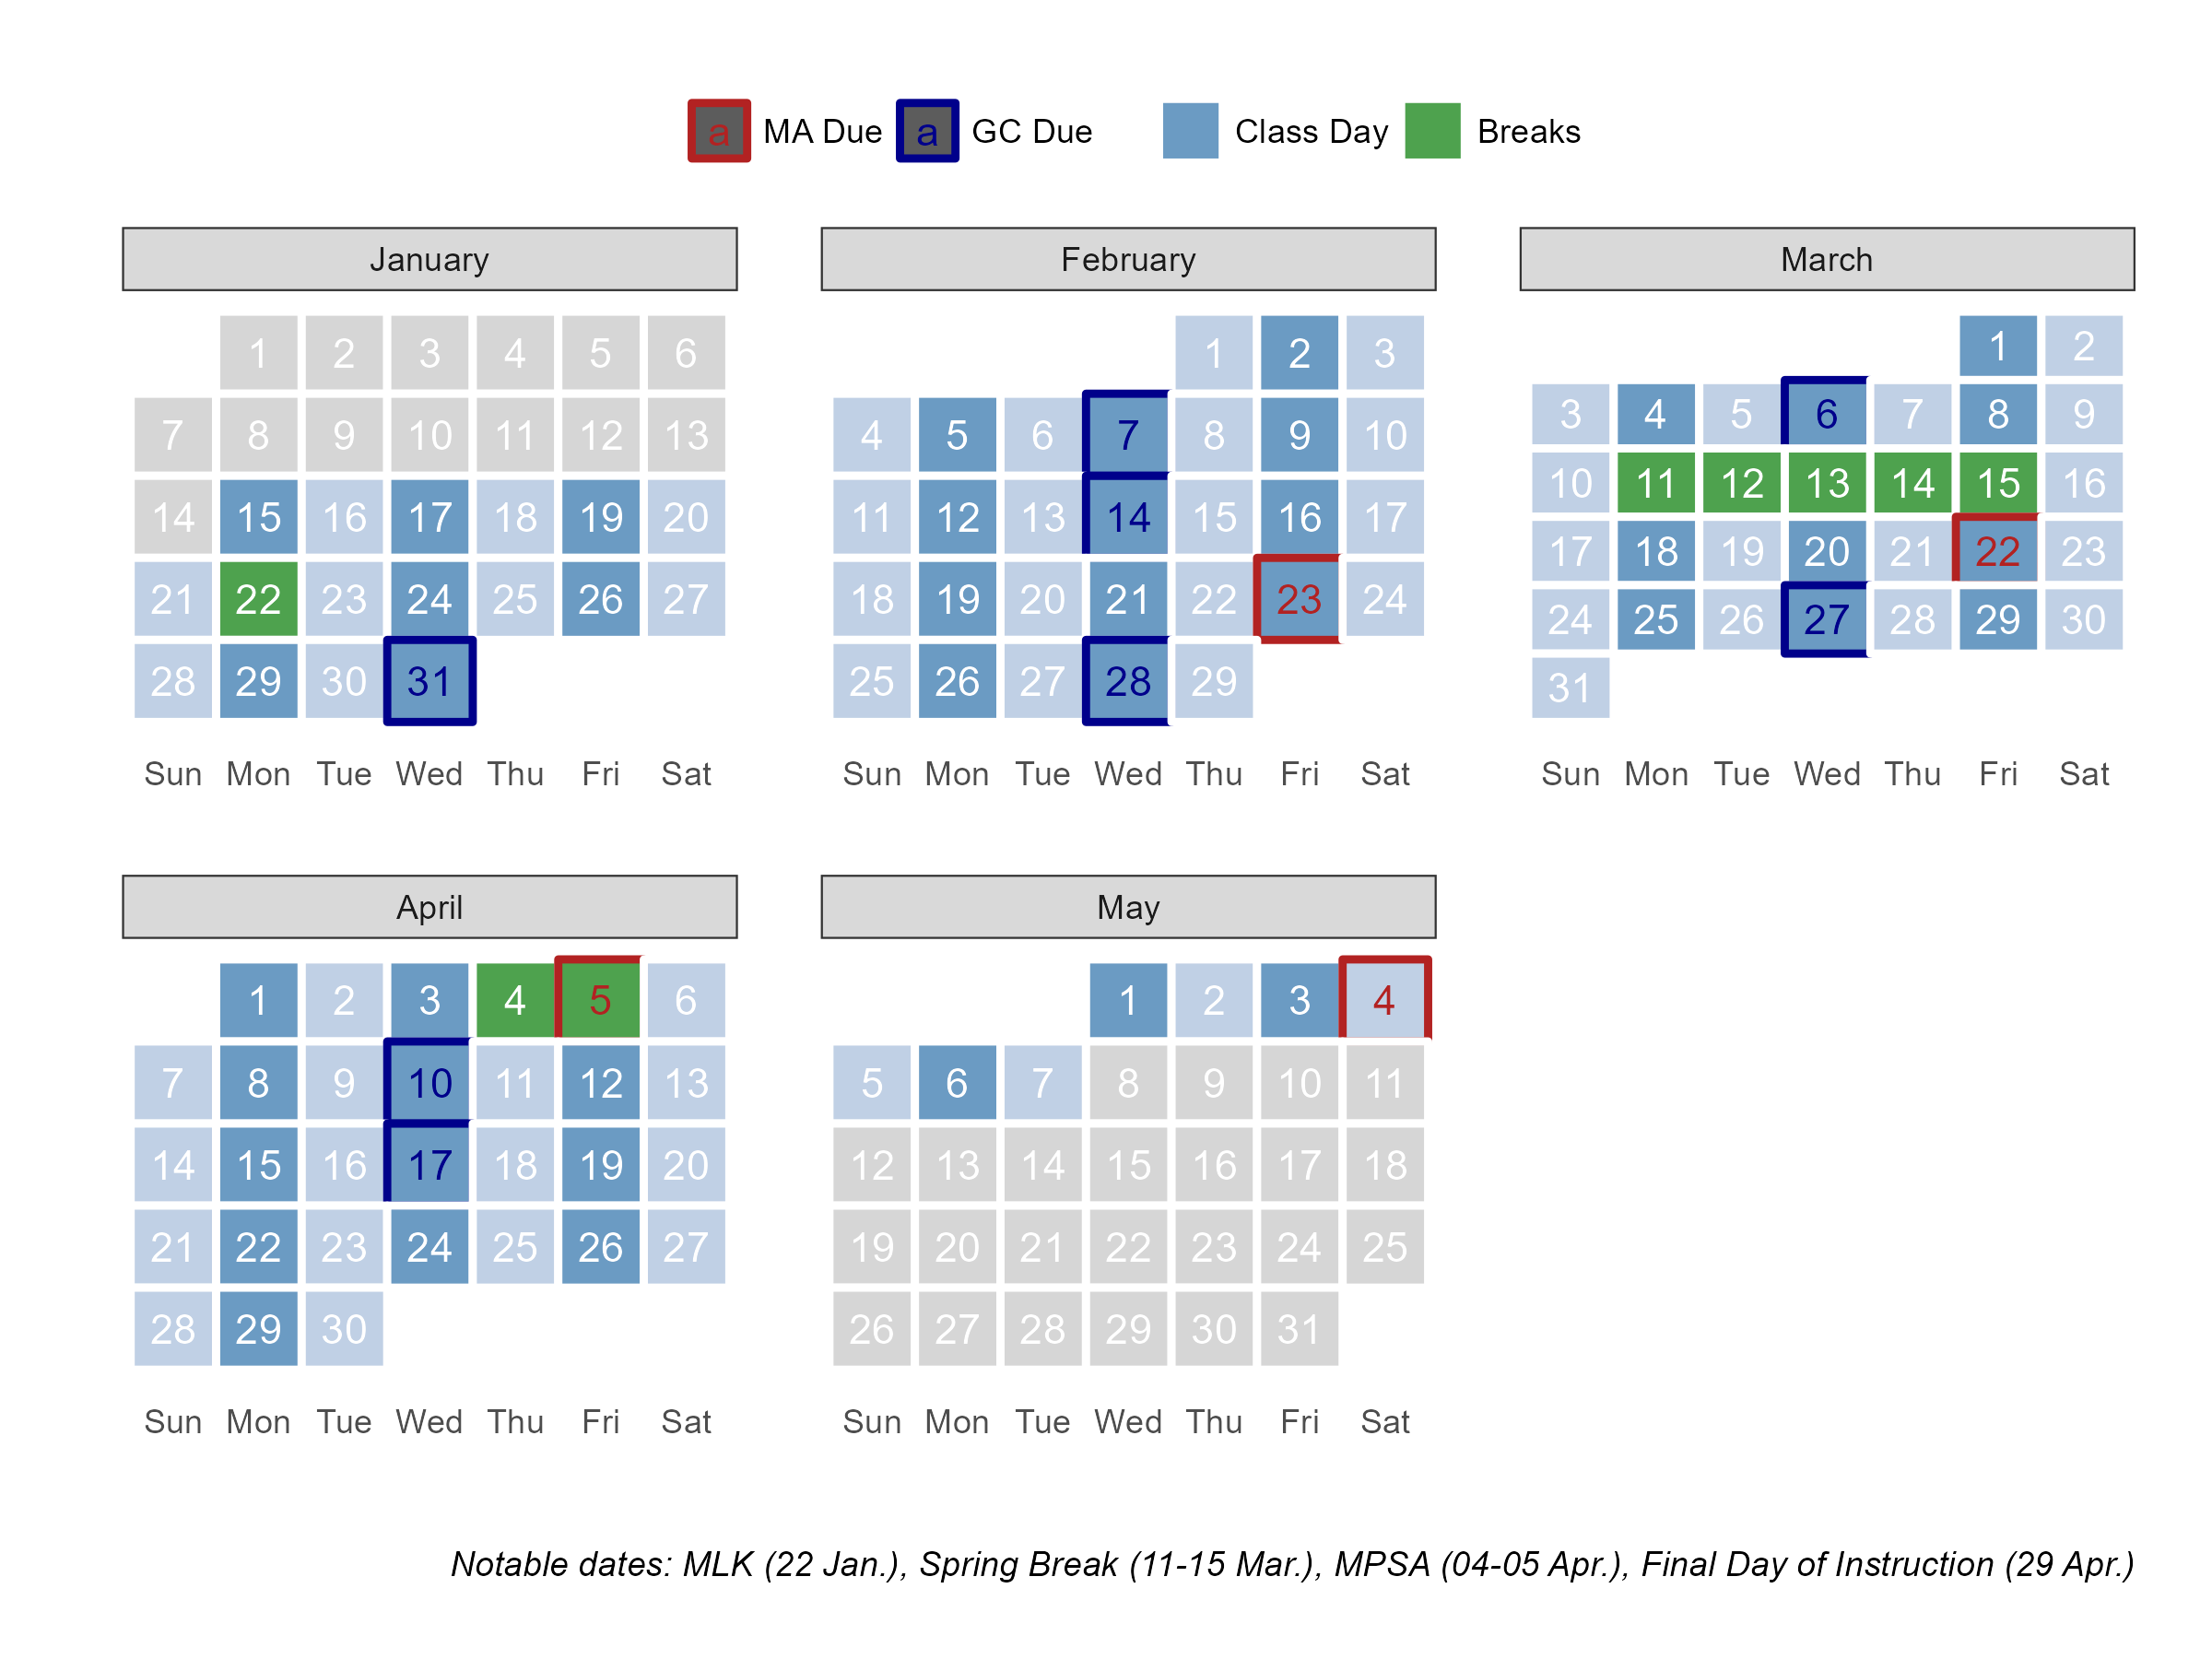 a MA Due a GC Due Class Day Breaks
January February March
1 2 3 4 5 6
7 8 9 10 11 12 13
14 15 16 17 18 19 20
21 22 23 24 25 26 27
28 29 30 31
Sun Mon Tue Wed Thu Fri Sat
1 2 3
4 5 6 7 8 9 10
11 12 13 14 15 16 17
18 19 20 21 22 23 24
25 26 27 28 29
Sun Mon Tue Wed Thu Fri Sat
1 2
3 4 5 6 7 8 9
10 11 12 13 14 15 16
17 18 19 20 21 22 23
24 25 26 27 28 29 30
31
Sun Mon Tue Wed Thu Fri Sat
April May
1 2 3 4 5 6
7 8 9 10 11 12 13
14 15 16 17 18 19 20
21 22 23 24 25 26 27
28 29 30
Sun Mon Tue Wed Thu Fri Sat
1 2 3 4
5 6 7 8 9 10 11
12 13 14 15 16 17 18
19 20 21 22 23 24 25
26 27 28 29 30 31
Sun Mon Tue Wed Thu Fri Sat
Notable dates: MLK (22 Jan.), Spring Break (11-15 Mar.), MPSA (04-05 Apr.), Final Day of Instruction (29 Apr.)